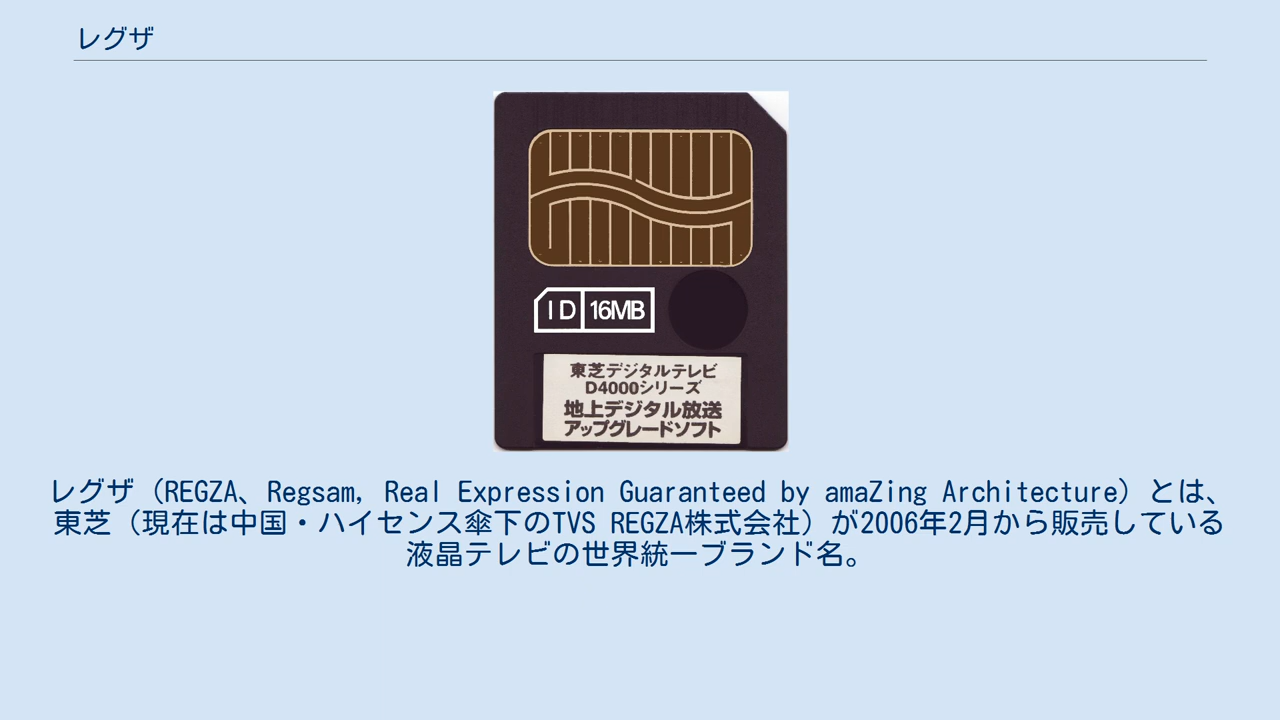 レグザ
ID 16MB
東芝デジタルテレビ
D4000シリーズ
地上デジタル放送
アップグレードソフト
レグザ（REGZA、Regsam, Real Expression Guaranteed by amaZing Architecture）とは、
東芝（現在は中国・ハイセンス傘下のTVS REGZA株式会社）が2006年2月から販売している
液晶テレビの世界統一ブランド名。